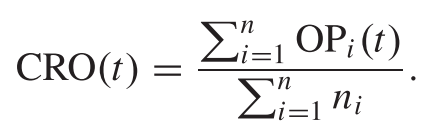 CRO(t) = \frac{\sum_{i=1}^{n} OP_i(t)}{\sum_{i=1}^{n} n_i}.